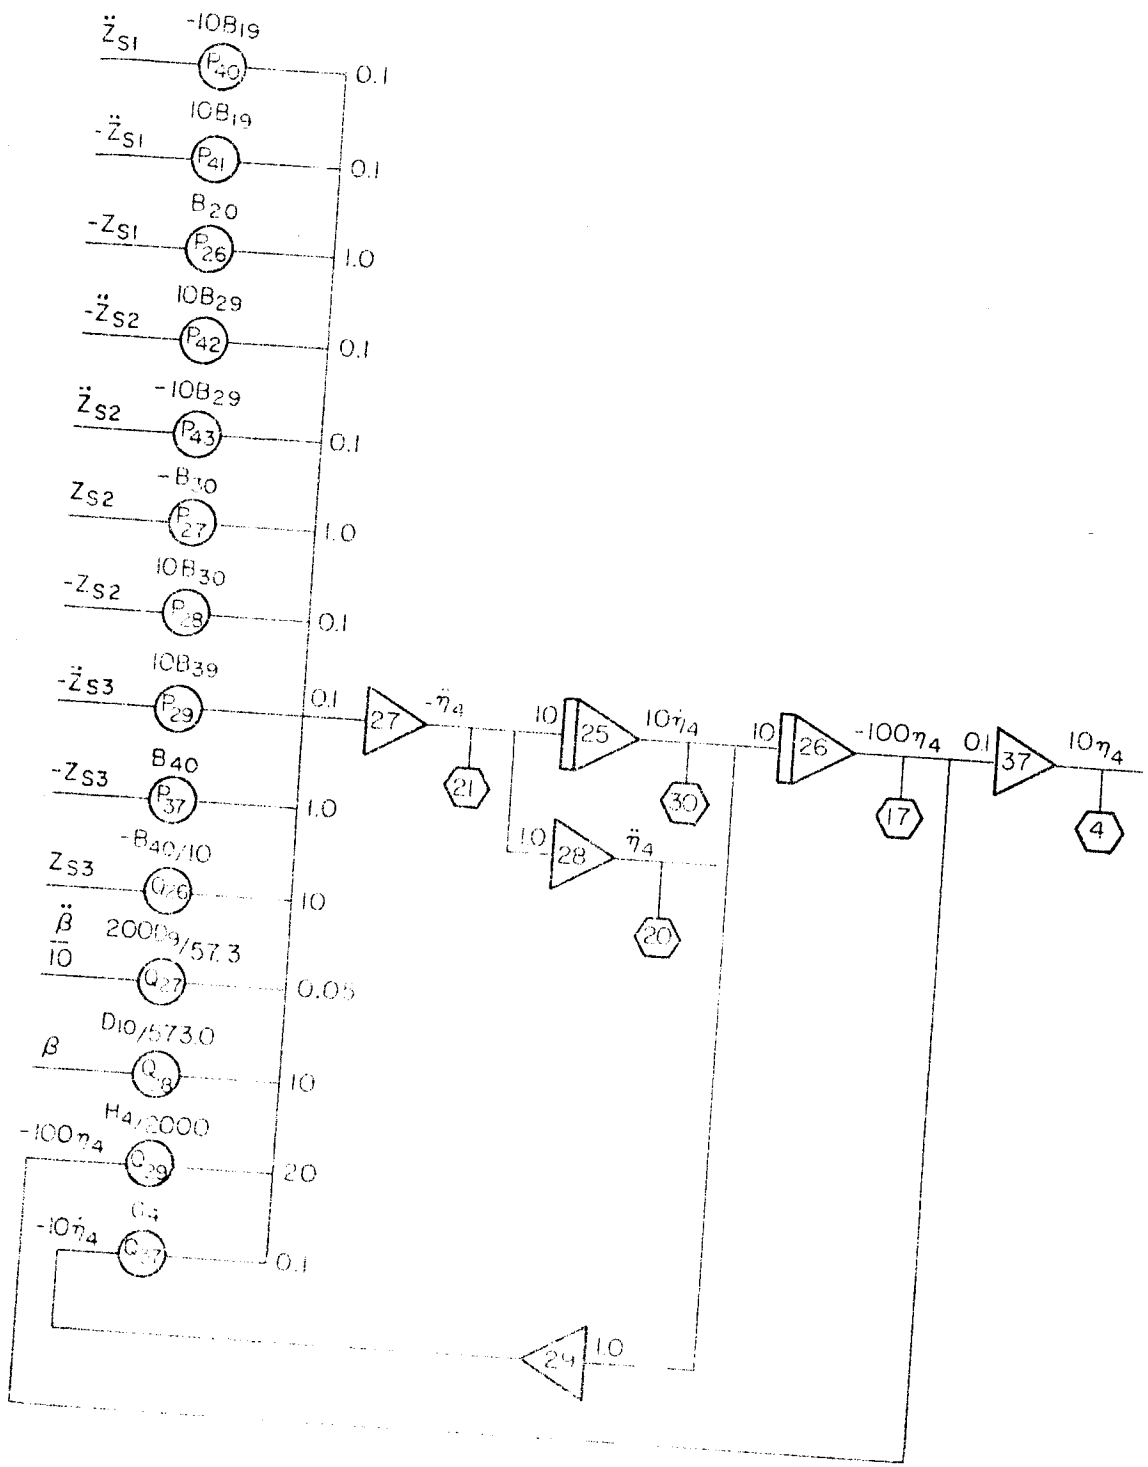 Z̈S1 -10B19 P40 0.1
-Z̈S1 10B19 P41 0.1
-ZS1 B20 P26 1.0
-Z̈S2 10B29 P42 0.1
Z̈S2 -10B29 P43 0.1
ZS2 -B30 P27 1.0
-ZS2 10B30 P28 0.1
-Z̈S3 10B39 P29 0.1 27 -η̈4 10 25 10η̇4 10 26 -100η4 0.1 37 10η4
21 30 17 4
-ZS3 B40 P37 1.0
1.0 28 η̈4
20
ZS3 -B40/10 Q26 10
β̈/10 200D9/57.3 Q27 0.05
β D10/573.0 10
-100η4 H4/2000 Q29 20
-10η̇4 Q37 0.1
29 1.0